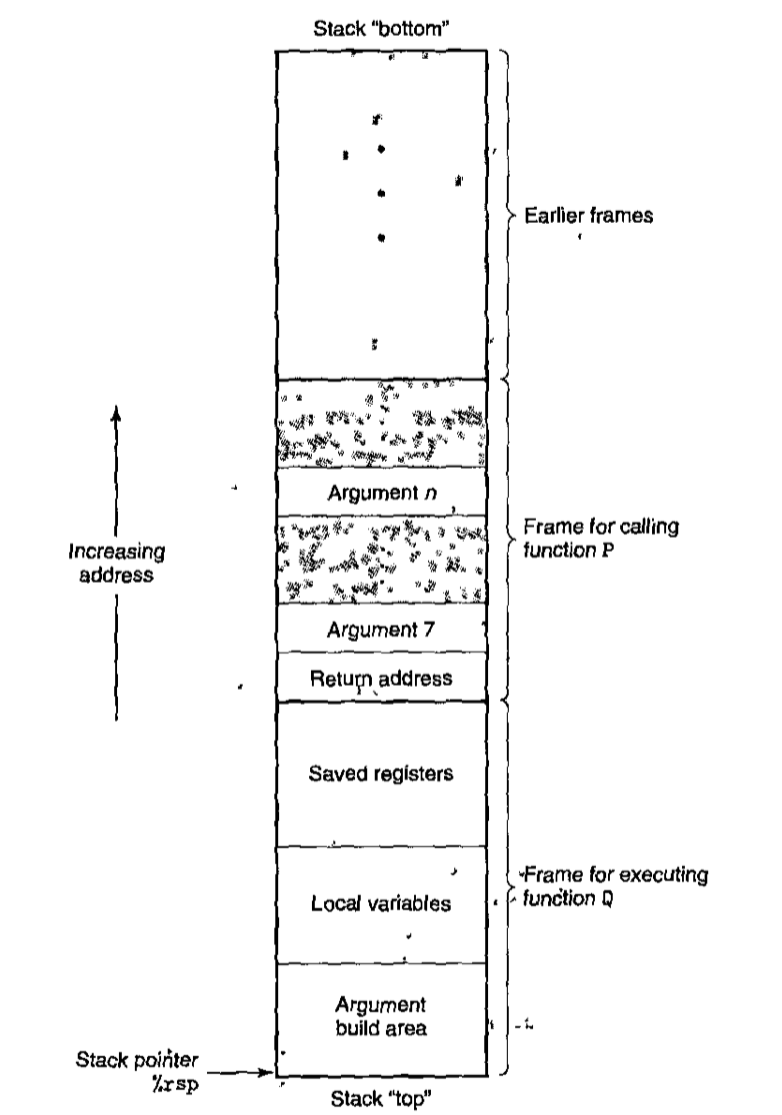 Stack “bottom”
Earlier frames
Argument n
Increasing
address
Frame for calling
function P
Argument 7
Return address
Saved registers
Frame for executing
function Q
Local variables
Argument
build area
Stack pointer
%rsp
Stack “top”